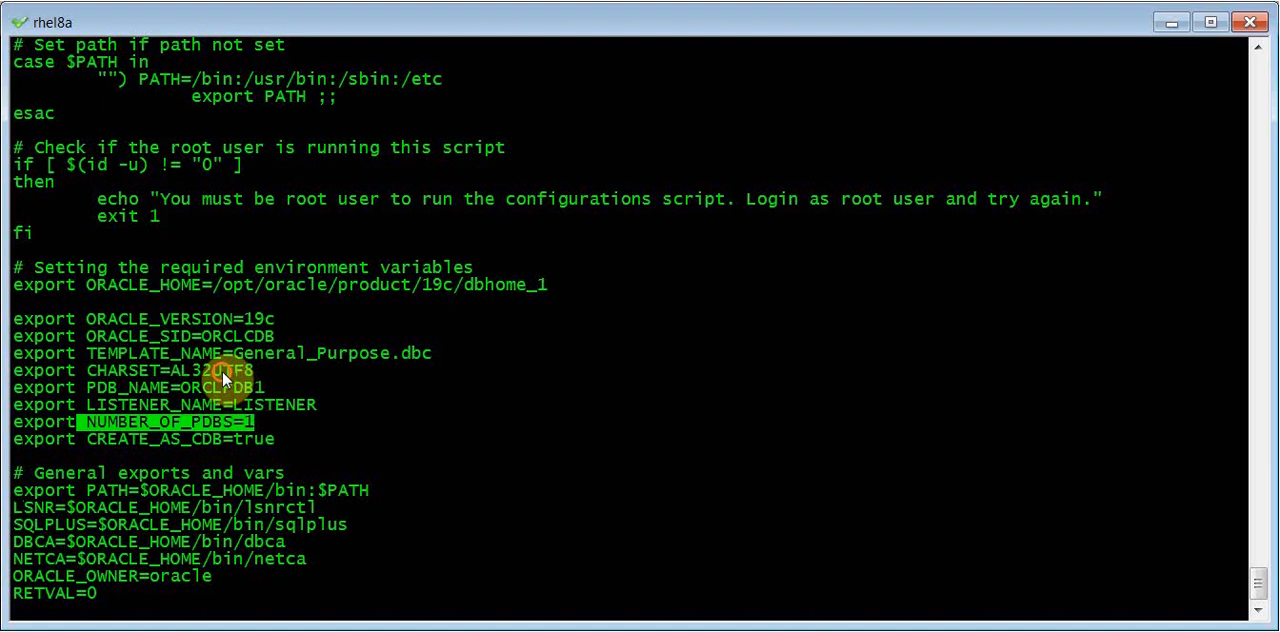 rhel8a
# Set path if path not set
case $PATH in
        "") PATH=/bin:/usr/bin:/sbin:/etc
                 export PATH ;;
esac
# Check if the root user is running this script
if [ $(id -u) != "0" ]
then
        echo "You must be root user to run the configurations script. Login as root user and try again."
        exit 1
fi
# Setting the required environment variables
export ORACLE_HOME=/opt/oracle/product/19c/dbhome_1
export ORACLE_VERSION=19c
export ORACLE_SID=ORCLCDB
export TEMPLATE_NAME=General_Purpose.dbc
export CHARSET=AL32UTF8
export PDB_NAME=ORCLPDB1
export LISTENER_NAME=LISTENER
export NUMBER_OF_PDBS=1
export CREATE_AS_CDB=true
# General exports and vars
export PATH=$ORACLE_HOME/bin:$PATH
LSNR=$ORACLE_HOME/bin/lsnrctl
SQLPLUS=$ORACLE_HOME/bin/sqlplus
DBCA=$ORACLE_HOME/bin/dbca
NETCA=$ORACLE_HOME/bin/netca
ORACLE_OWNER=oracle
RETVAL=0